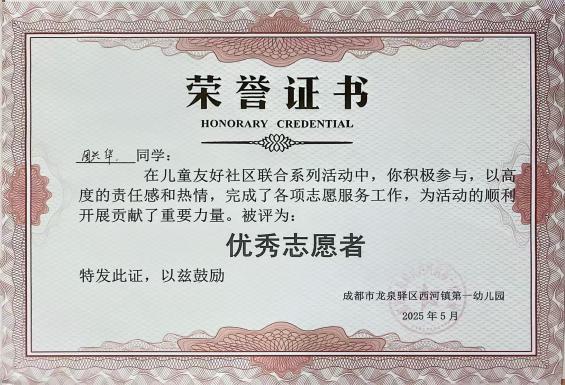 荣誉证书
HONORARY CREDENTIAL
同学：
在儿童友好社区联合系列活动中，你积极参与，以高
度的责任感和热情，完成了各项志愿服务工作，为活动的顺利
开展贡献了重要力量。被评为：
优秀志愿者
特发此证，以兹鼓励
成都市龙泉驿区西河镇第一幼儿园
2025年5月